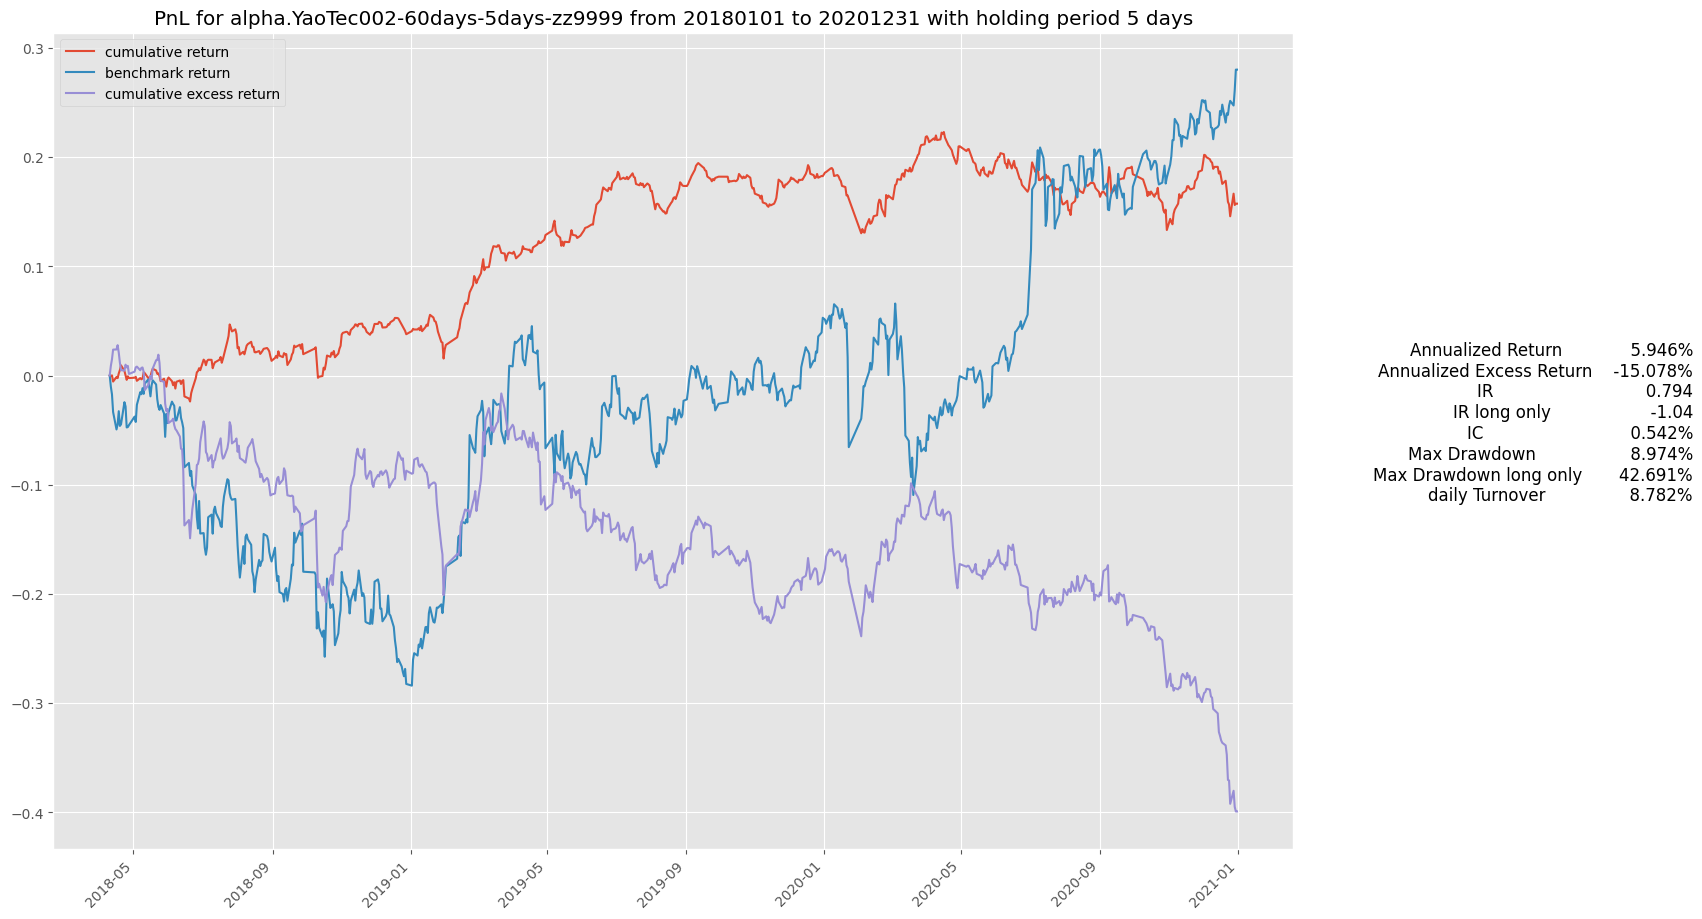 PnL for alpha.YaoTec002-60days-5days-zz9999 from 20180101 to 20201231 with holding period 5 days
cumulative return
benchmark return
cumulative excess return
0.3
0.2
0.1
0.0
−0.1
−0.2
−0.3
−0.4
2018-05
2018-09
2019-01
2019-05
2019-09
2020-01
2020-05
2020-09
2021-01
Annualized Return 5.946%
Annualized Excess Return -15.078%
IR 0.794
IR long only -1.04
IC 0.542%
Max Drawdown 8.974%
Max Drawdown long only 42.691%
daily Turnover 8.782%